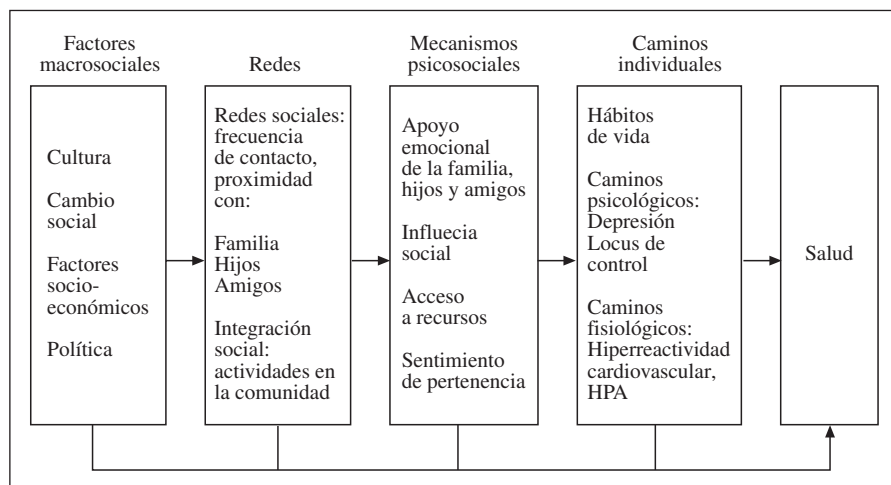 Factores
macrosociales
Redes
Mecanismos
psicosociales
Caminos
individuales
Cultura
Cambio
social
Factores
socio-
económicos
Política
Redes sociales:
frecuencia
de contacto,
proximidad
con:
Familia
Hijos
Amigos
Integración
social:
actividades en
la comunidad
Apoyo
emocional
de la familia,
hijos y amigos
Influecia
social
Acceso
a recursos
Sentimiento
de pertenencia
Hábitos
de vida
Caminos
psicológicos:
Depresión
Locus de
control
Caminos
fisiológicos:
Hiperreactividad
cardiovascular,
HPA
Salud